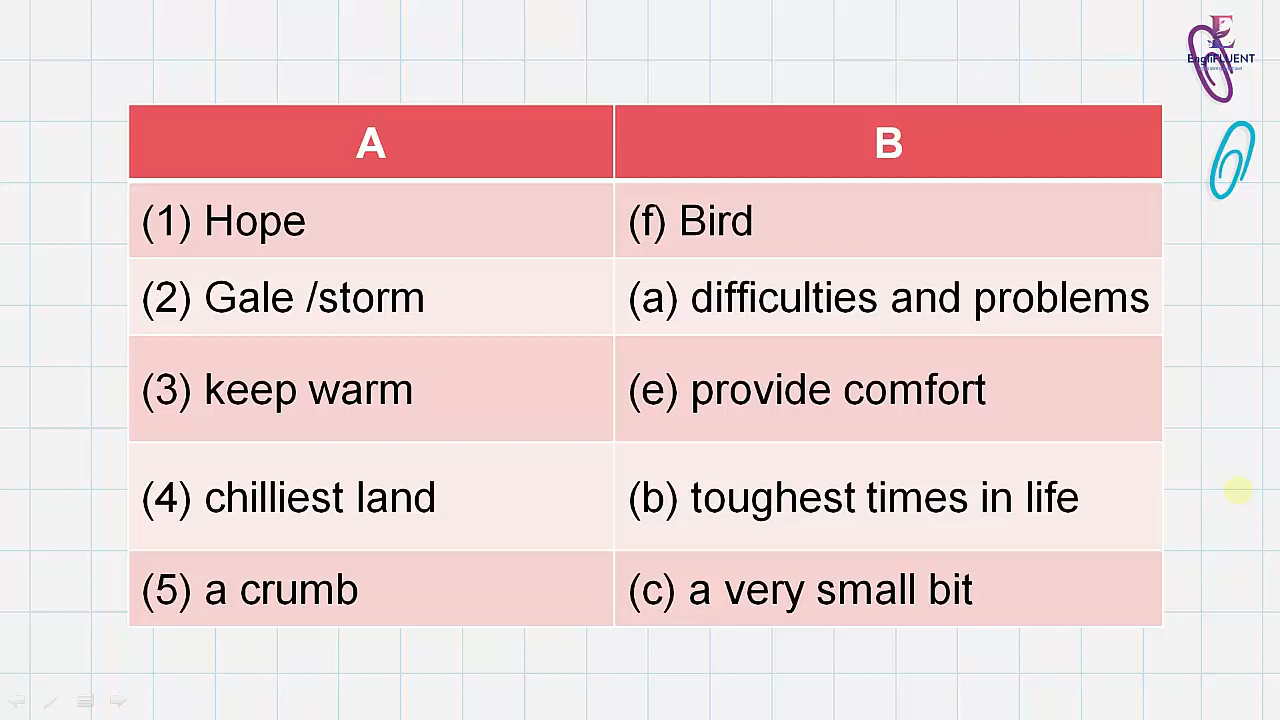 E
EngliFLUENT
A B
(1) Hope (f) Bird
(2) Gale /storm (a) difficulties and problems
(3) keep warm (e) provide comfort
(4) chilliest land (b) toughest times in life
(5) a crumb (c) a very small bit